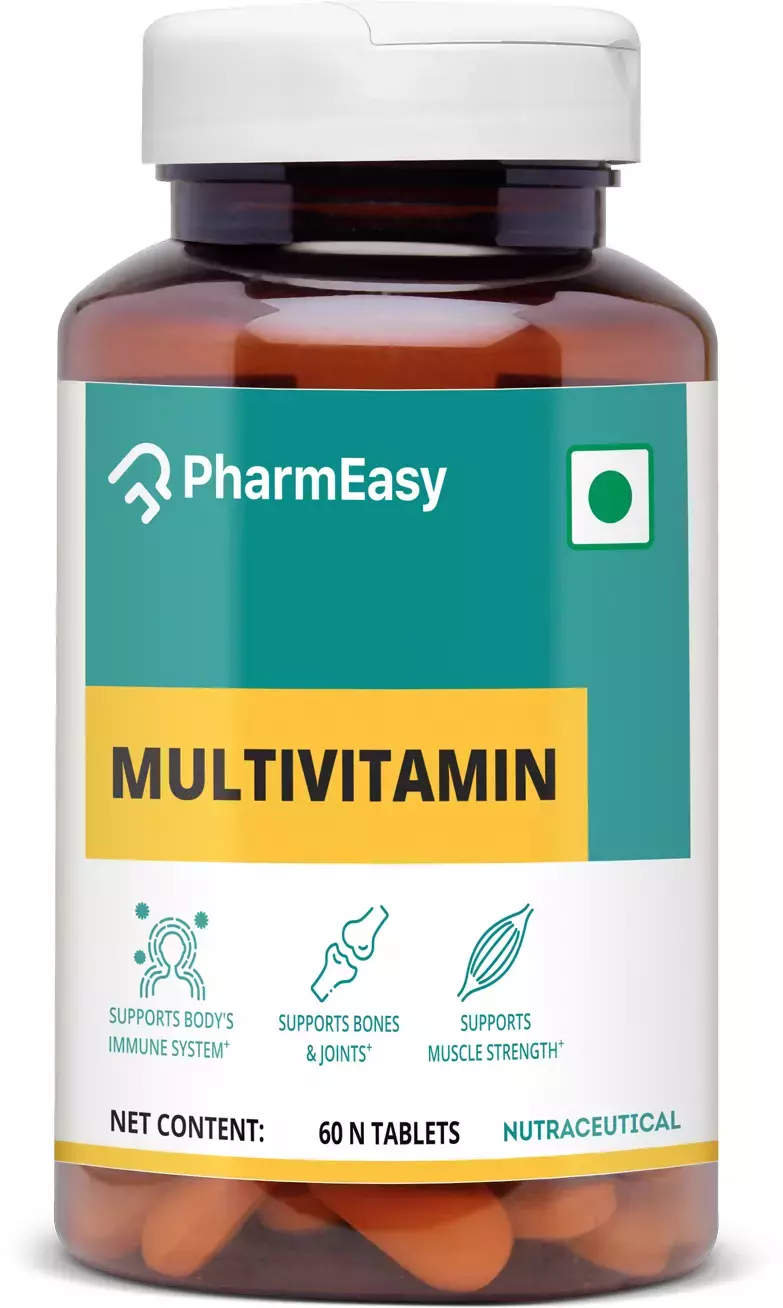 PharmEasy
MULTIVITAMIN
SUPPORTS BODY'S
IMMUNE SYSTEM⁺
SUPPORTS BONES
& JOINTS⁺
SUPPORTS
MUSCLE STRENGTH⁺
NET CONTENT: 60 N TABLETS NUTRACEUTICAL